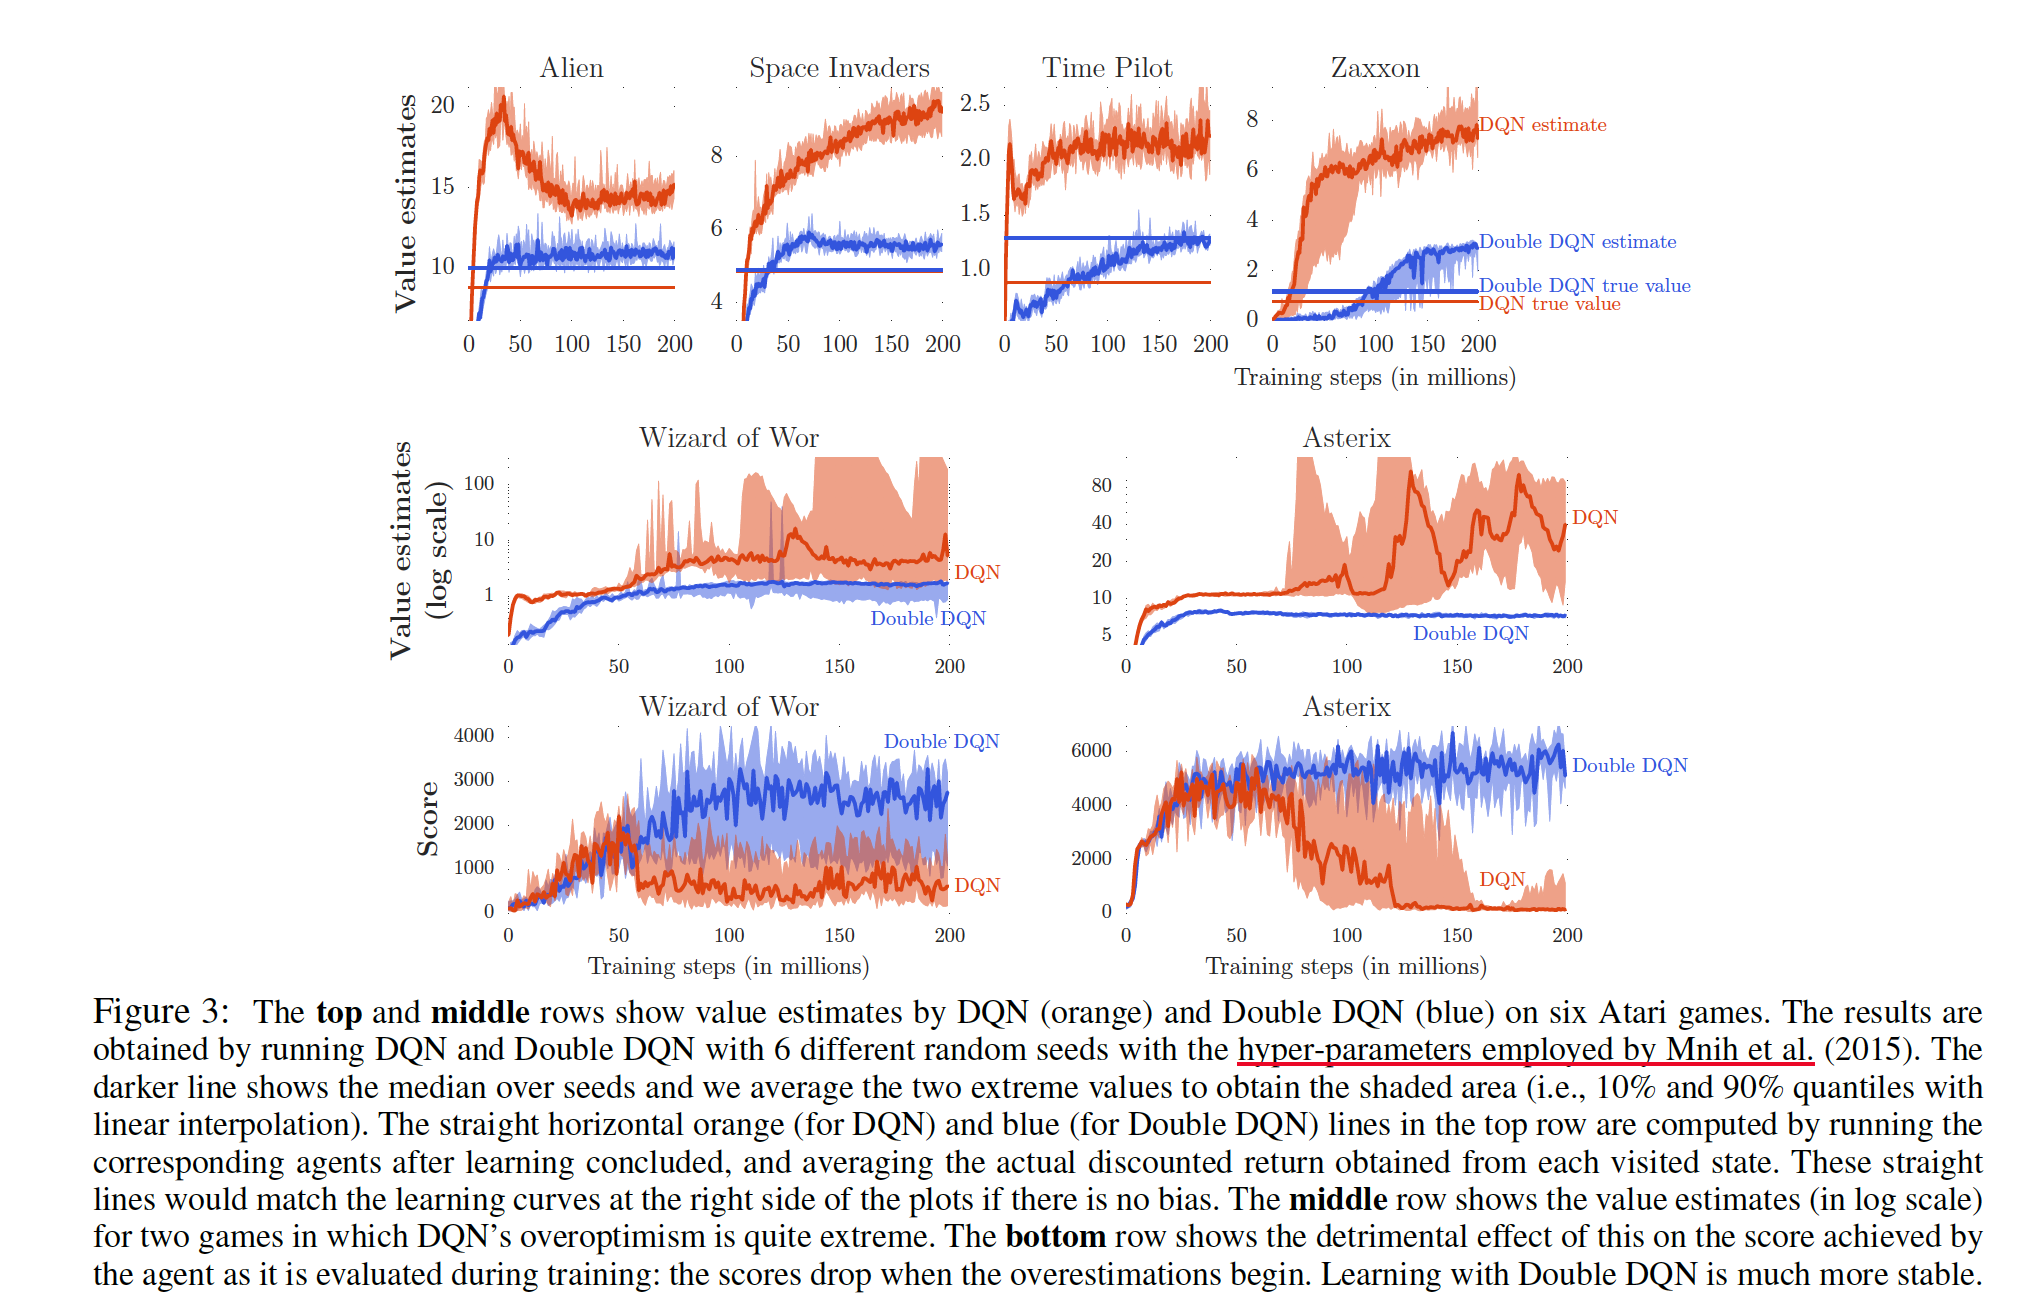 Alien
Space Invaders
Time Pilot
Zaxxon
Value estimates
20
15
10
0 50 100 150 200
8
6
4
0 50 100 150 200
2.5
2.0
1.5
1.0
0 50 100 150 200
8
6
4
2
0
0 50 100 150 200
DQN estimate
Double DQN estimate
Double DQN true value
DQN true value
Training steps (in millions)
Wizard of Wor
Asterix
Value estimates
(log scale)
100
10
1
0 50 100 150 200
DQN
Double DQN
80
40
20
10
5
0 50 100 150 200
DQN
Double DQN
Wizard of Wor
Asterix
Score
4000
3000
2000
1000
0
0 50 100 150 200
Double DQN
DQN
Training steps (in millions)
6000
4000
2000
0
0 50 100 150 200
Double DQN
DQN
Training steps (in millions)
Figure 3: The top and middle rows show value estimates by DQN (orange) and Double DQN (blue) on six Atari games. The results are
obtained by running DQN and Double DQN with 6 different random seeds with the hyper-parameters employed by Mnih et al. (2015). The
darker line shows the median over seeds and we average the two extreme values to obtain the shaded area (i.e., 10% and 90% quantiles with
linear interpolation). The straight horizontal orange (for DQN) and blue (for Double DQN) lines in the top row are computed by running the
corresponding agents after learning concluded, and averaging the actual discounted return obtained from each visited state. These straight
lines would match the learning curves at the right side of the plots if there is no bias. The middle row shows the value estimates (in log scale)
for two games in which DQN's overoptimism is quite extreme. The bottom row shows the detrimental effect of this on the score achieved by
the agent as it is evaluated during training: the scores drop when the overestimations begin. Learning with Double DQN is much more stable.